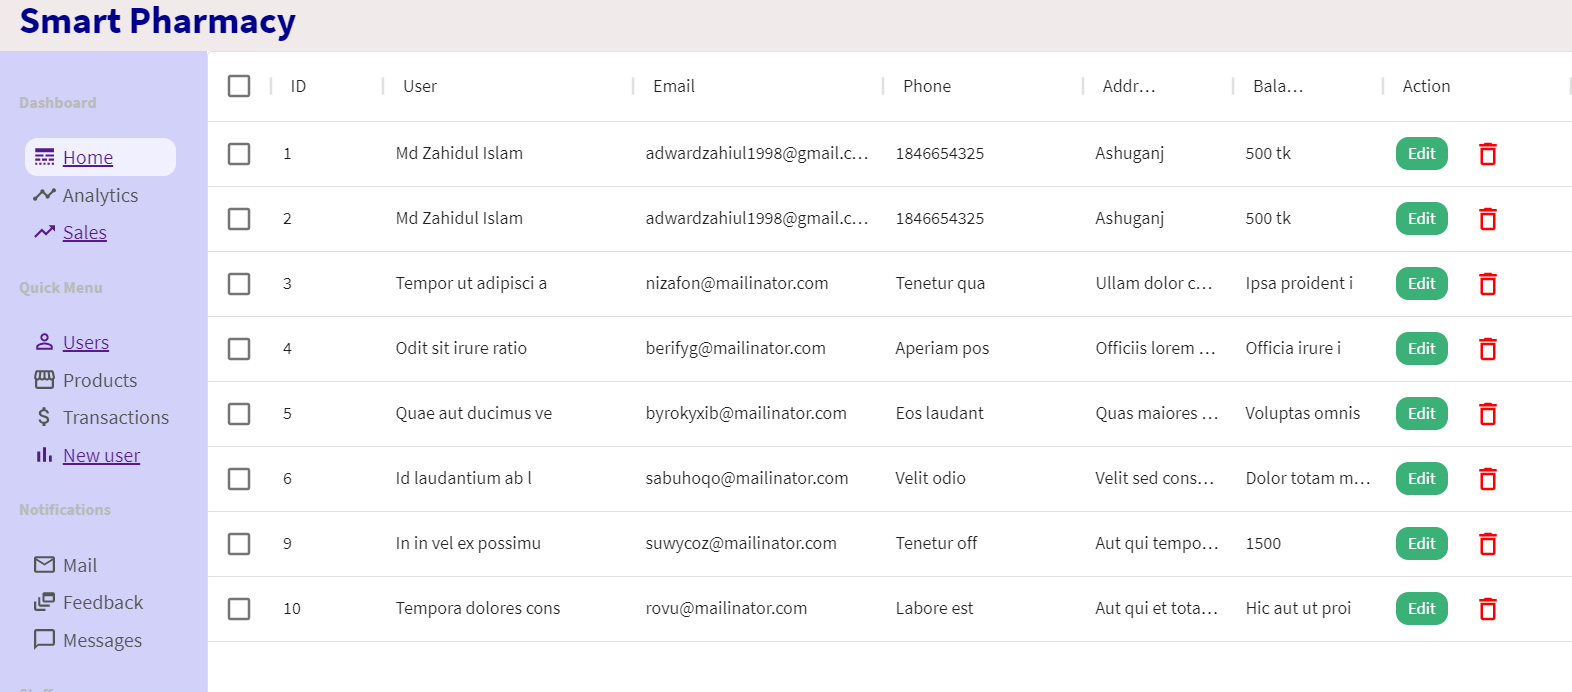 Smart Pharmacy
Dashboard
Home
Analytics
Sales
Quick Menu
Users
Products
Transactions
New user
Notifications
Mail
Feedback
Messages
ID User Email Phone Addr… Bala… Action
1 Md Zahidul Islam adwardzahiul1998@gmail.c… 1846654325 Ashuganj 500 tk Edit
2 Md Zahidul Islam adwardzahiul1998@gmail.c… 1846654325 Ashuganj 500 tk Edit
3 Tempor ut adipisci a nizafon@mailinator.com Tenetur qua Ullam dolor c… Ipsa proident i Edit
4 Odit sit irure ratio berifyg@mailinator.com Aperiam pos Officiis lorem … Officia irure i Edit
5 Quae aut ducimus ve byrokyxib@mailinator.com Eos laudant Quas maiores … Voluptas omnis Edit
6 Id laudantium ab l sabuhoqo@mailinator.com Velit odio Velit sed cons… Dolor totam m… Edit
9 In in vel ex possimu suwycoz@mailinator.com Tenetur off Aut qui tempo… 1500 Edit
10 Tempora dolores cons rovu@mailinator.com Labore est Aut qui et tota… Hic aut ut proi Edit